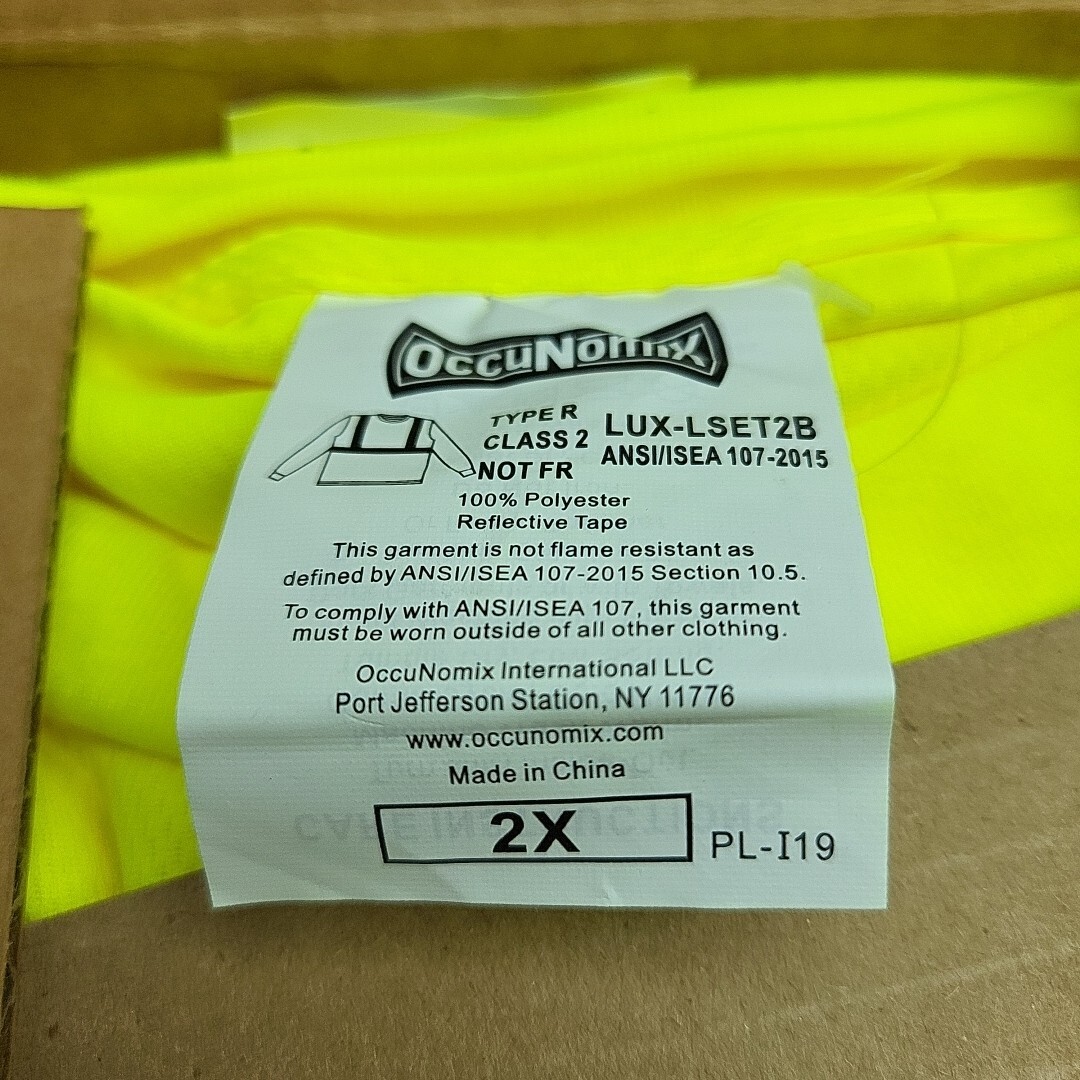 OccuNomix
TYPE R
CLASS 2
NOT FR
LUX-LSET2B
ANSI/ISEA 107-2015
100% Polyester
Reflective Tape
This garment is not flame resistant as
defined by ANSI/ISEA 107-2015 Section 10.5.
To comply with ANSI/ISEA 107, this garment
must be worn outside of all other clothing.
OccuNomix International LLC
Port Jefferson Station, NY 11776
www.occunomix.com
Made in China
2X
PL-I19